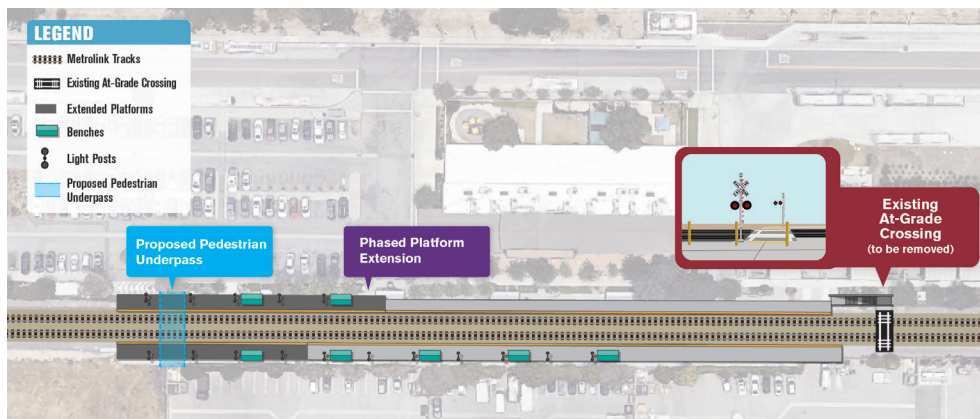 LEGEND
Metrolink Tracks
Existing At-Grade Crossing
Extended Platforms
Benches
Light Posts
Proposed Pedestrian
Underpass
Proposed Pedestrian
Underpass
Phased Platform
Extension
Existing
At-Grade
Crossing
(to be removed)